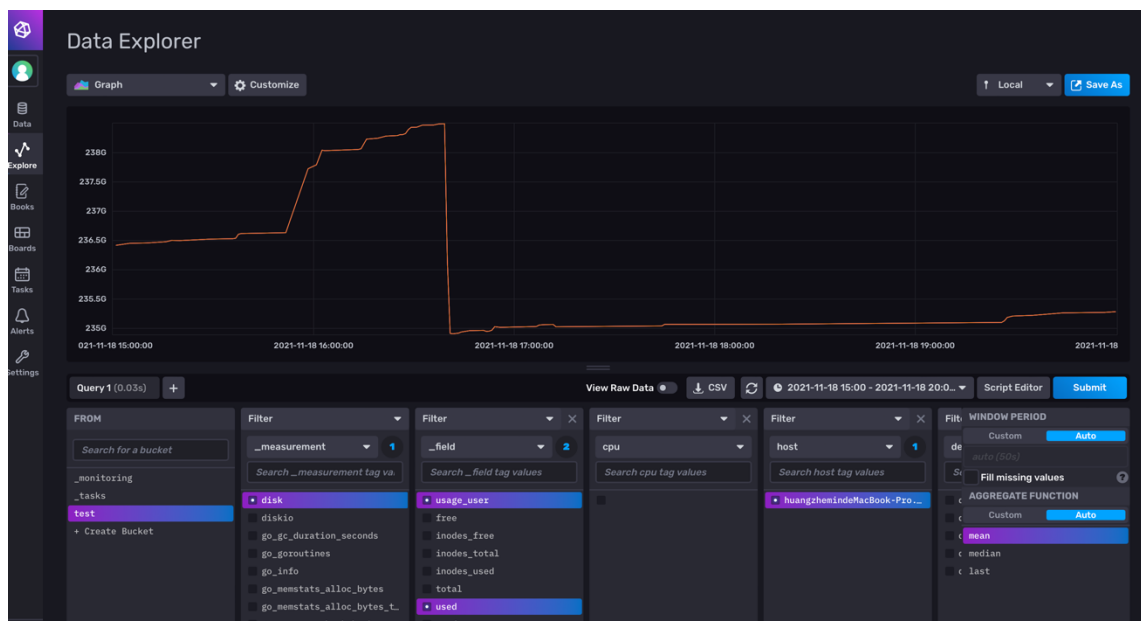 Data Explorer
Graph
Customize
Local
Save As
Data
Explore
Books
Boards
Tasks
Alerts
ettings
238G
237.5G
237G
236.5G
236G
235.5G
235G
021-11-18 15:00:00
2021-11-18 16:00:00
2021-11-18 17:00:00
2021-11-18 18:00:00
2021-11-18 19:00:00
2021-11-18
Query 1 (0.03s)
+
View Raw Data
CSV
2021-11-18 15:00 - 2021-11-18 20:0...
Script Editor
Submit
FROM
Search for a bucket
_monitoring
_tasks
test
+ Create Bucket
Filter
_measurement
1
Search _measurement tag va
disk
diskio
go_gc_duration_seconds
go_goroutines
go_info
go_memstats_alloc_bytes
go_memstats_alloc_bytes_t…
Filter
_field
2
Search _field tag values
usage_user
free
inodes_free
inodes_total
inodes_used
total
used
Filter
cpu
Search cpu tag values
Filter
host
1
Search host tag values
huangzhemindeMacBook-Pro.…
Filt
de
Se
WINDOW PERIOD
Custom
Auto
auto (50s)
Fill missing values
?
AGGREGATE FUNCTION
Custom
Auto
mean
median
last